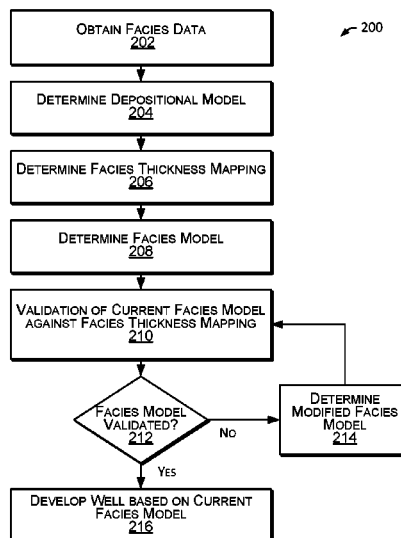 OBTAIN FACIES DATA
202
200
DETERMINE DEPOSITIONAL MODEL
204
DETERMINE FACIES THICKNESS MAPPING
206
DETERMINE FACIES MODEL
208
VALIDATION OF CURRENT FACIES MODEL
AGAINST FACIES THICKNESS MAPPING
210
FACIES MODEL
VALIDATED?
212
NO
DETERMINE
MODIFIED FACIES
MODEL
214
YES
DEVELOP WELL BASED ON CURRENT
FACIES MODEL
216